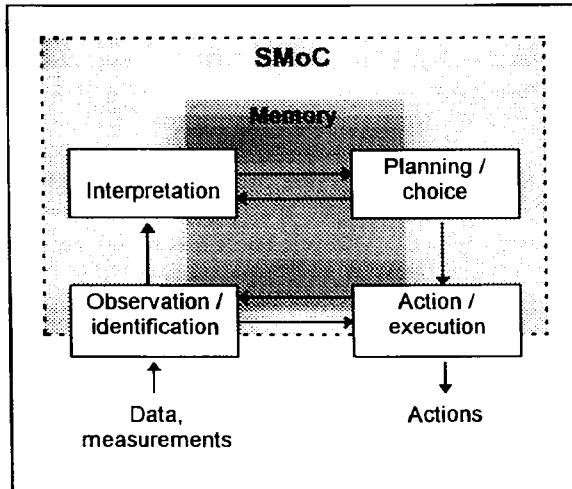 SMoC
Memory
Interpretation
Planning /
choice
Observation /
identification
Action /
execution
Data,
measurements
Actions